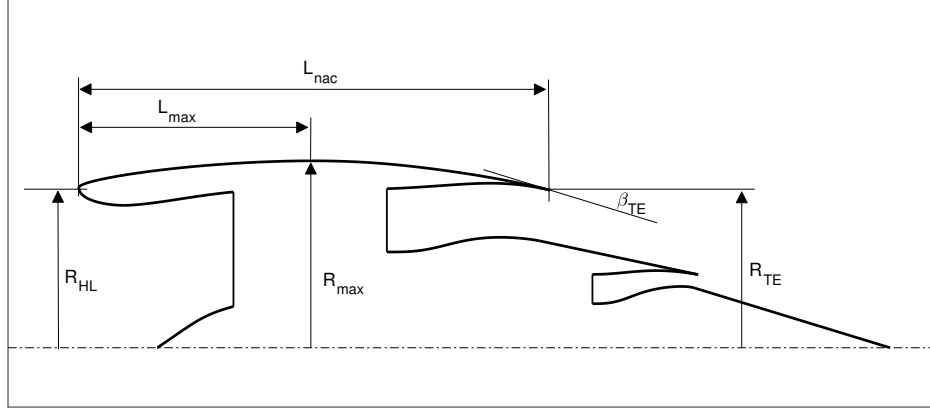 L_nac
L_max
β_TE
R_HL
R_max
R_TE